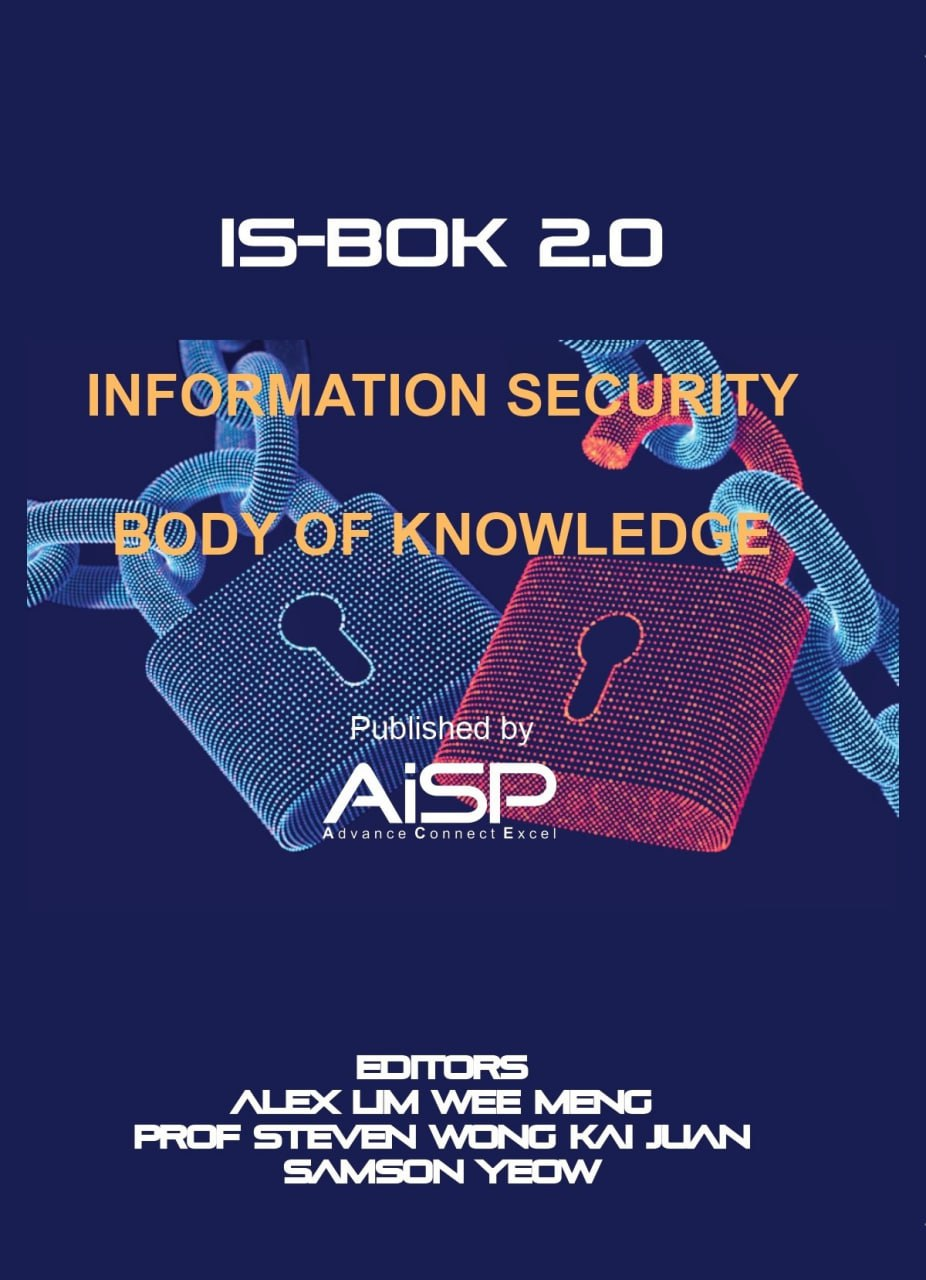 IS-BOK 2.0
INFORMATION SECURITY
BODY OF KNOWLEDGE
Published by
AiSP
Advance Connect Excel
EDITORS
ALEX LIM WEE MENG
PROF STEVEN WONG KAI JUAN
SAMSON YEOW